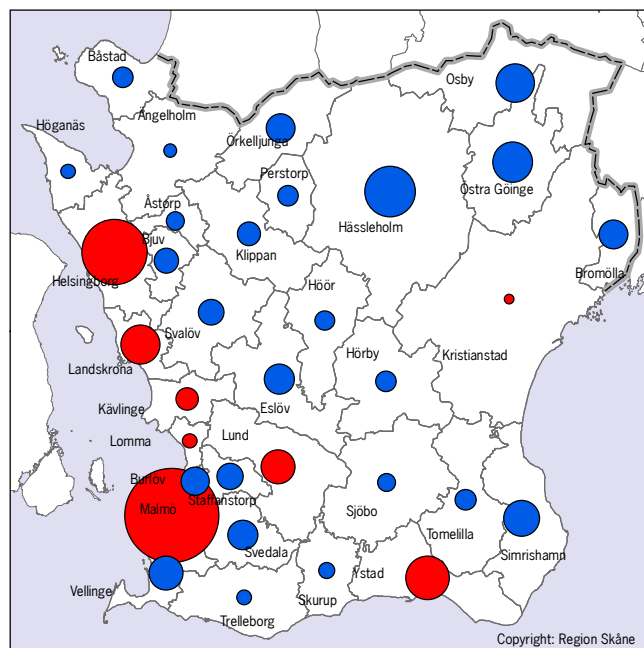 Båstad
Osby
Ängelholm
Höganäs
Örkelljunga
Perstorp
Östra Göinge
Åstorp
Hässleholm
Bjuv
Klippan
Bromölla
Helsingborg
Höör
Svalöv
Hörby
Kristianstad
Landskrona
Eslöv
Kävlinge
Lund
Lomma
Burlöv
Staffanstorp
Malmö
Sjöbo
Tomelilla
Svedala
Simrishamn
Ystad
Vellinge
Skurup
Trelleborg
Copyright: Region Skåne